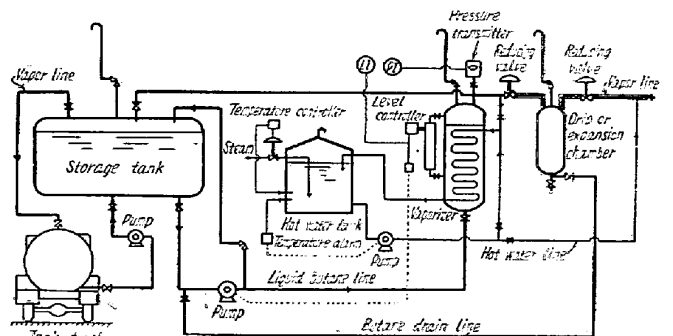 Pressure
transmitter
Vapor line
LI
PI
Reducing
valve
Reducing
valve
Vapor line
Temperature controller
Level
controller
Drip or
expansion
chamber
Steam
Storage tank
Vaporizer
Pump
Hot water tank
Temperature alarm
Pump
Hot water line
Liquid butane line
Pump
Butane drain line